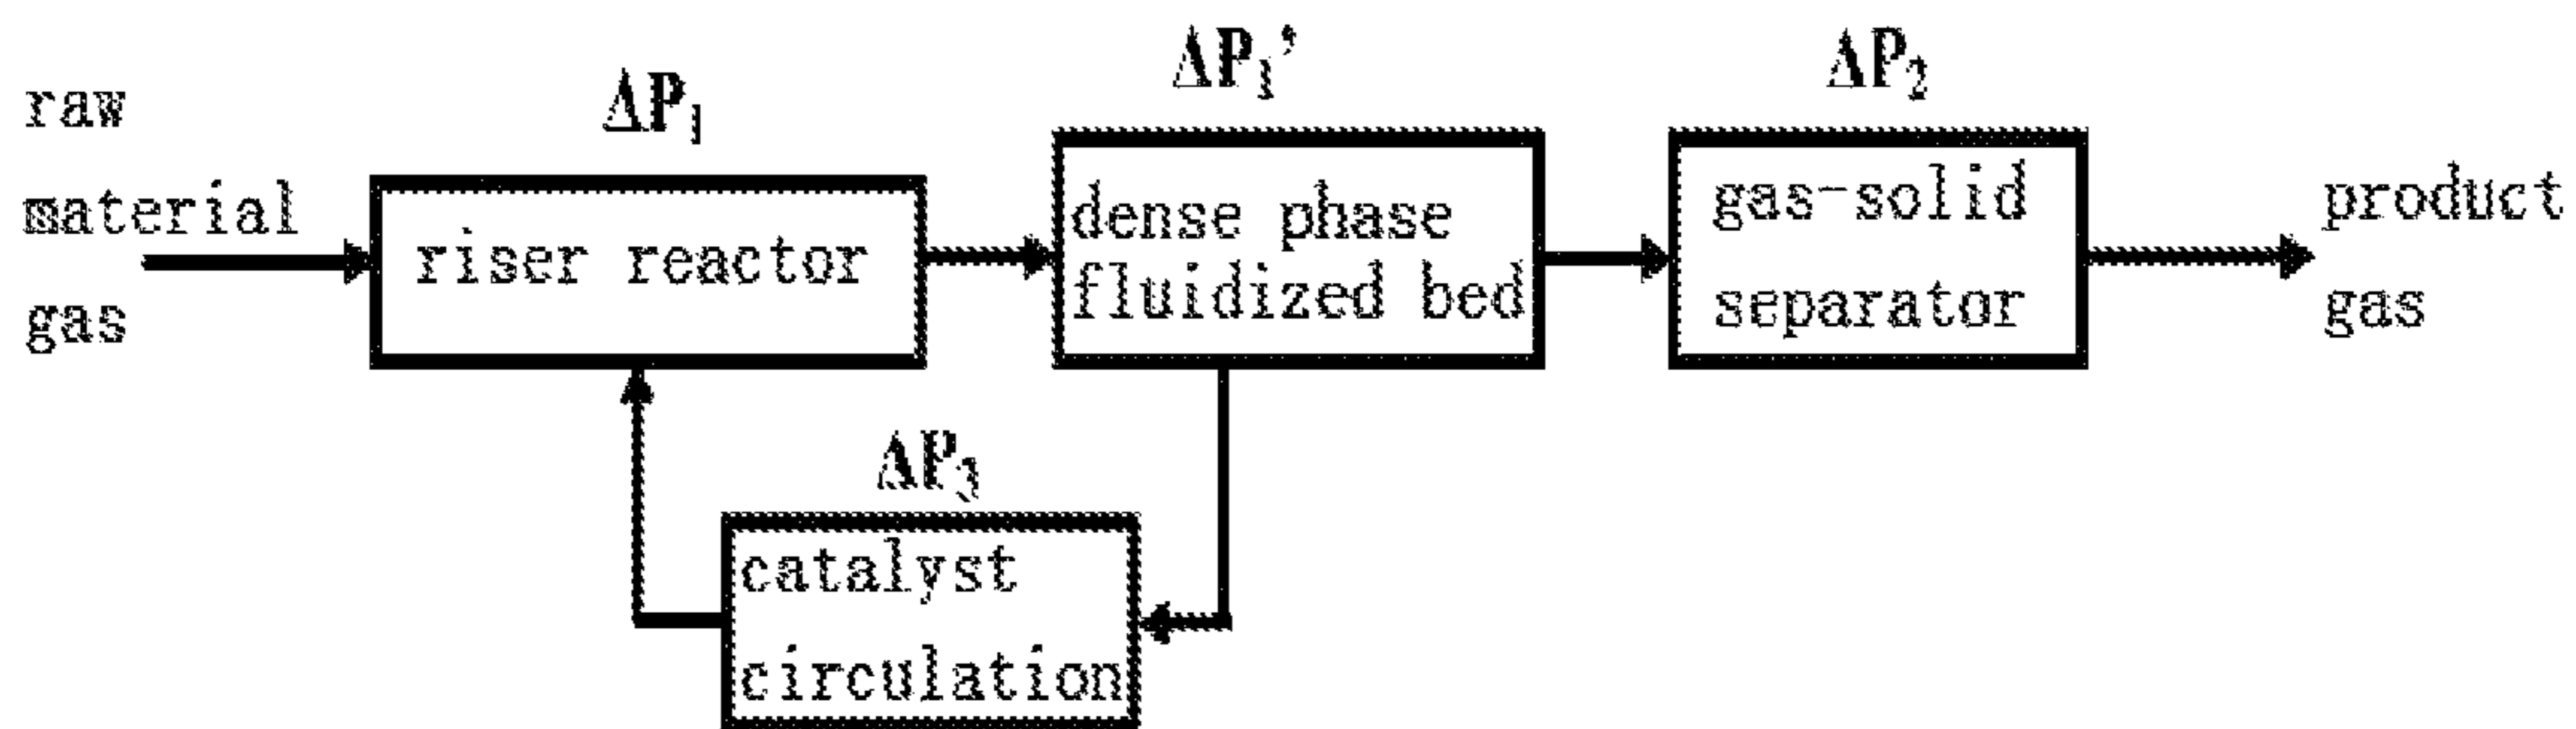 raw
material
gas
ΔP₁
riser reactor
ΔP₁’
dense phase
fluidized bed
ΔP₂
gas-solid
separator
product
gas
ΔP₃
catalyst
circulation